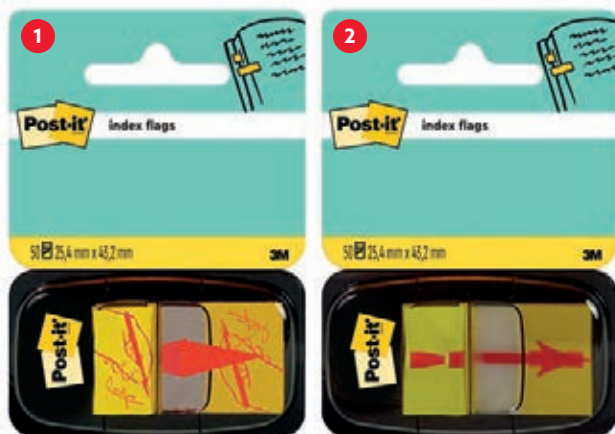 1
Post-it
index flags
50 25,4 mm x 43,2 mm
3M
Post-it
2
Post-it
index flags
50 25,4 mm x 43,2 mm
3M
Post-it